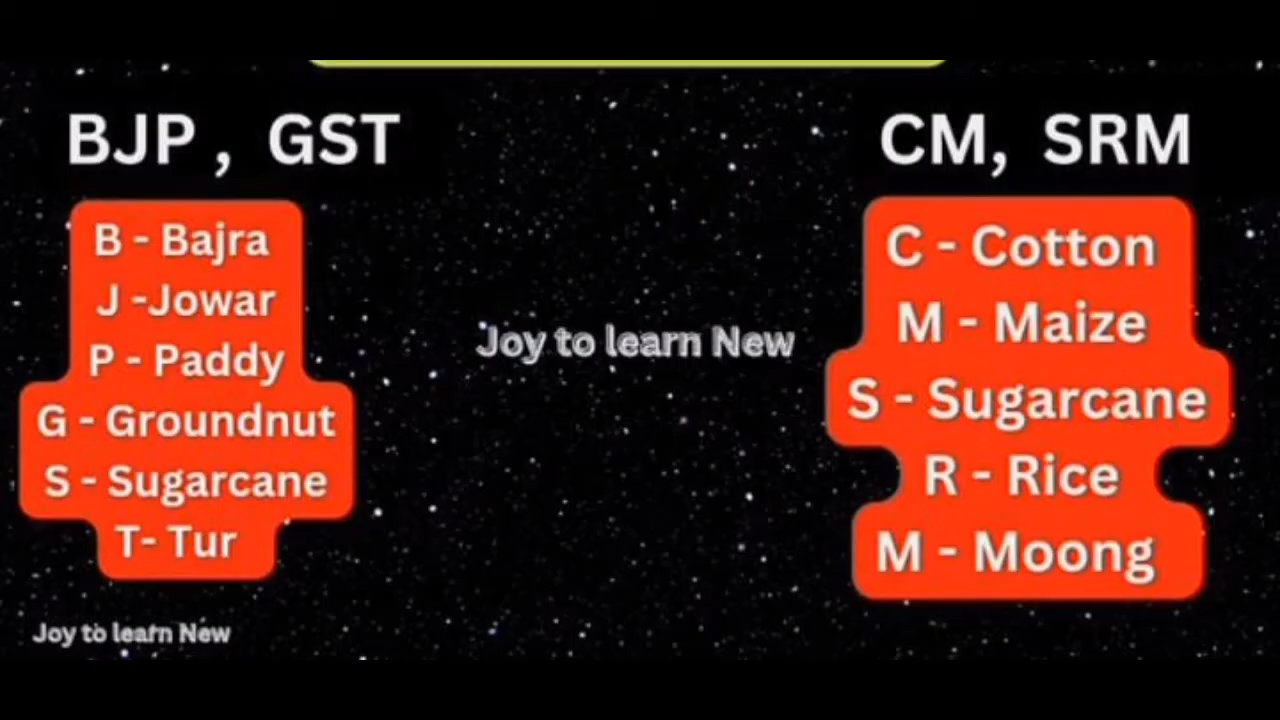 BJP , GST
B - Bajra
J -Jowar
P - Paddy
G - Groundnut
S - Sugarcane
T- Tur
Joy to learn New
Joy to learn New
CM, SRM
C - Cotton
M - Maize
S - Sugarcane
R - Rice
M - Moong